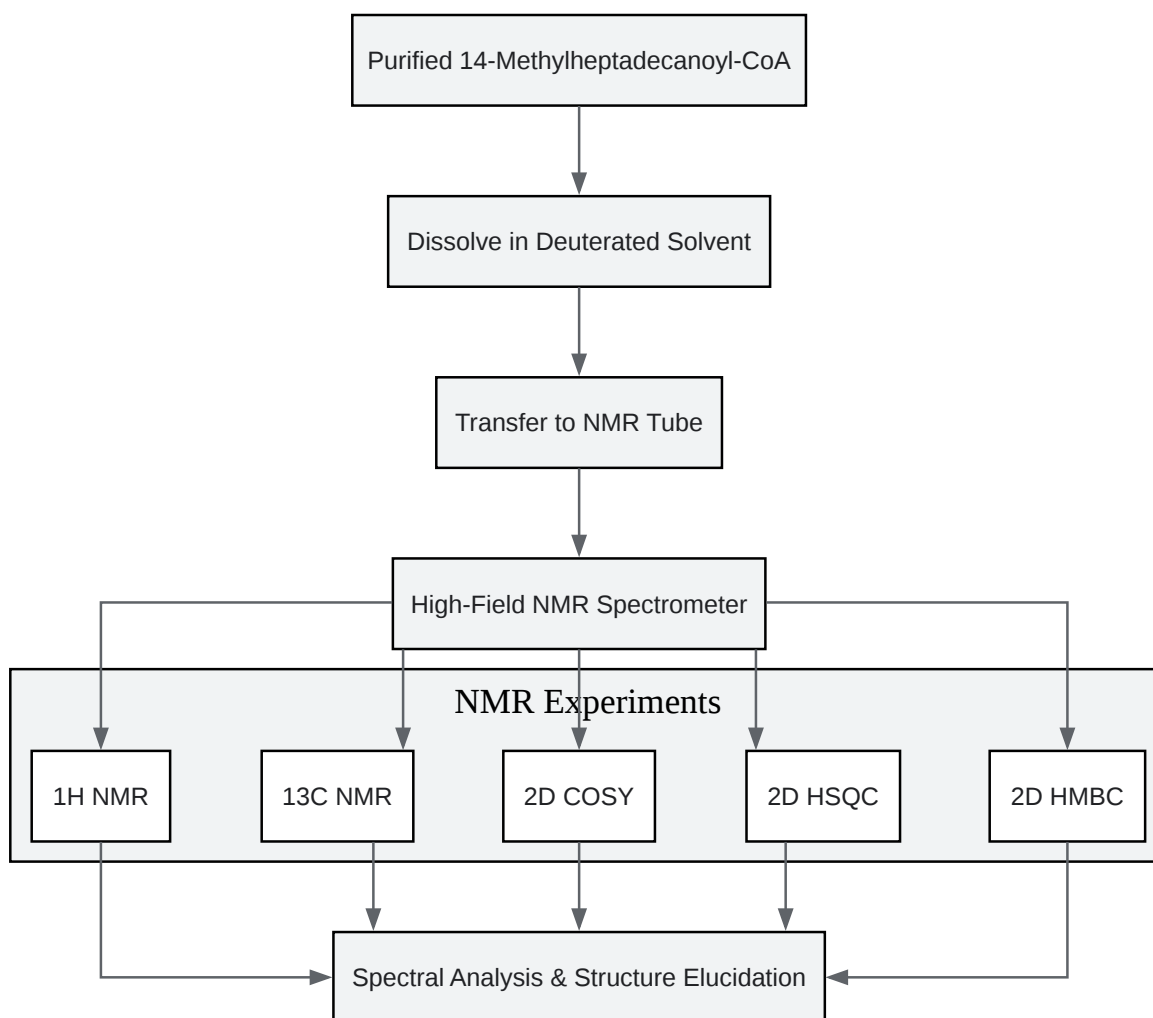 Purified 14-Methylheptadecanoyl-CoA
Dissolve in Deuterated Solvent
Transfer to NMR Tube
High-Field NMR Spectrometer
NMR Experiments
1H NMR
13C NMR
2D COSY
2D HSQC
2D HMBC
Spectral Analysis & Structure Elucidation